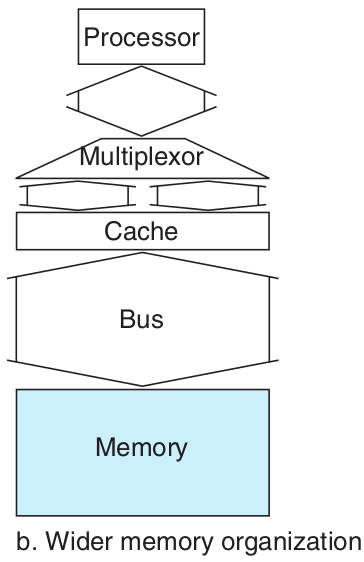 Processor
Multiplexor
Cache
Bus
Memory
b. Wider memory organization